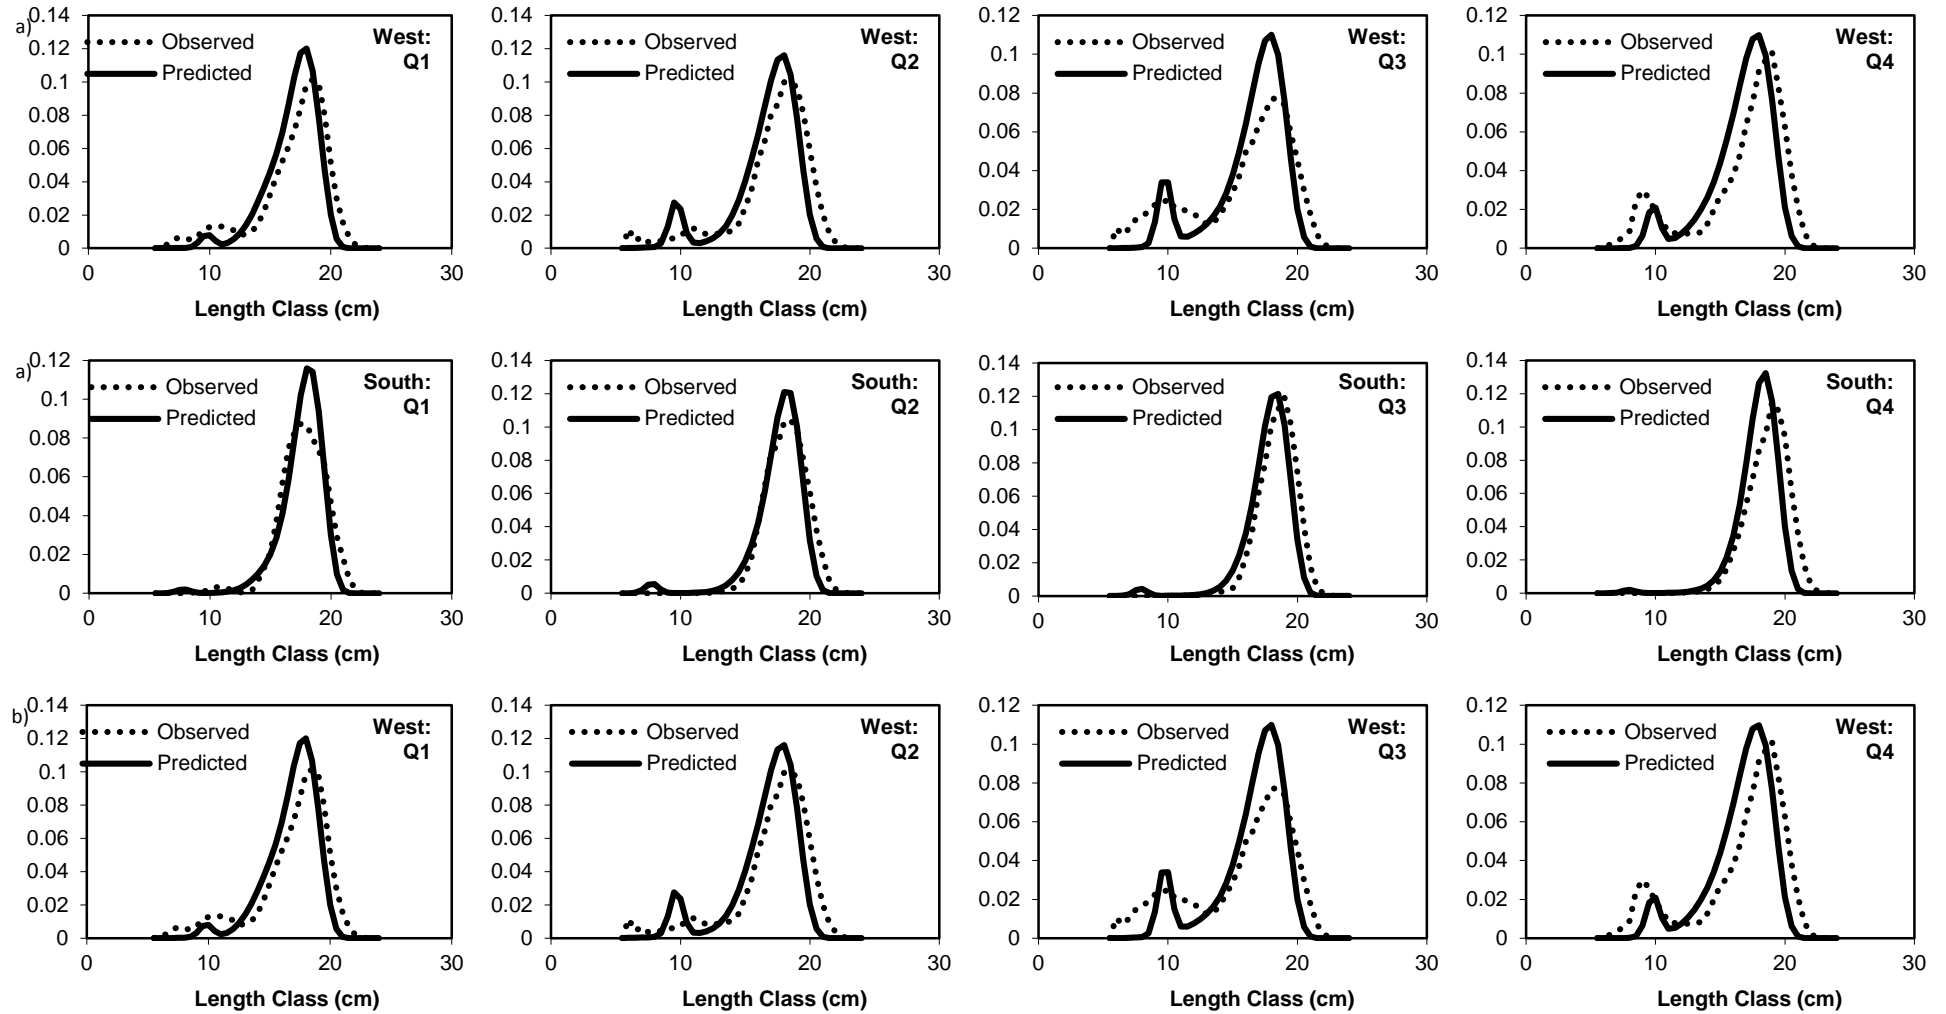 a)
0.14
0.12
0.1
0.08
0.06
0.04
0.02
0
0 10 20 30
Observed
Predicted
West:
Q1
Length Class (cm)
0.14
0.12
0.1
0.08
0.06
0.04
0.02
0
0 10 20 30
Observed
Predicted
West:
Q2
Length Class (cm)
0.12
0.1
0.08
0.06
0.04
0.02
0
0 10 20 30
Observed
Predicted
West:
Q3
Length Class (cm)
0.12
0.1
0.08
0.06
0.04
0.02
0
0 10 20 30
Observed
Predicted
West:
Q4
Length Class (cm)
a)
0.12
0.1
0.08
0.06
0.04
0.02
0
0 10 20 30
Observed
Predicted
South:
Q1
Length Class (cm)
0.14
0.12
0.1
0.08
0.06
0.04
0.02
0
0 10 20 30
Observed
Predicted
South:
Q2
Length Class (cm)
0.14
0.12
0.1
0.08
0.06
0.04
0.02
0
0 10 20 30
Observed
Predicted
South:
Q3
Length Class (cm)
0.14
0.12
0.1
0.08
0.06
0.04
0.02
0
0 10 20 30
Observed
Predicted
South:
Q4
Length Class (cm)
b)
0.14
0.12
0.1
0.08
0.06
0.04
0.02
0
0 10 20 30
Observed
Predicted
West:
Q1
Length Class (cm)
0.14
0.12
0.1
0.08
0.06
0.04
0.02
0
0 10 20 30
Observed
Predicted
West:
Q2
Length Class (cm)
0.12
0.1
0.08
0.06
0.04
0.02
0
0 10 20 30
Observed
Predicted
West:
Q3
Length Class (cm)
0.12
0.1
0.08
0.06
0.04
0.02
0
0 10 20 30
Observed
Predicted
West:
Q4
Length Class (cm)